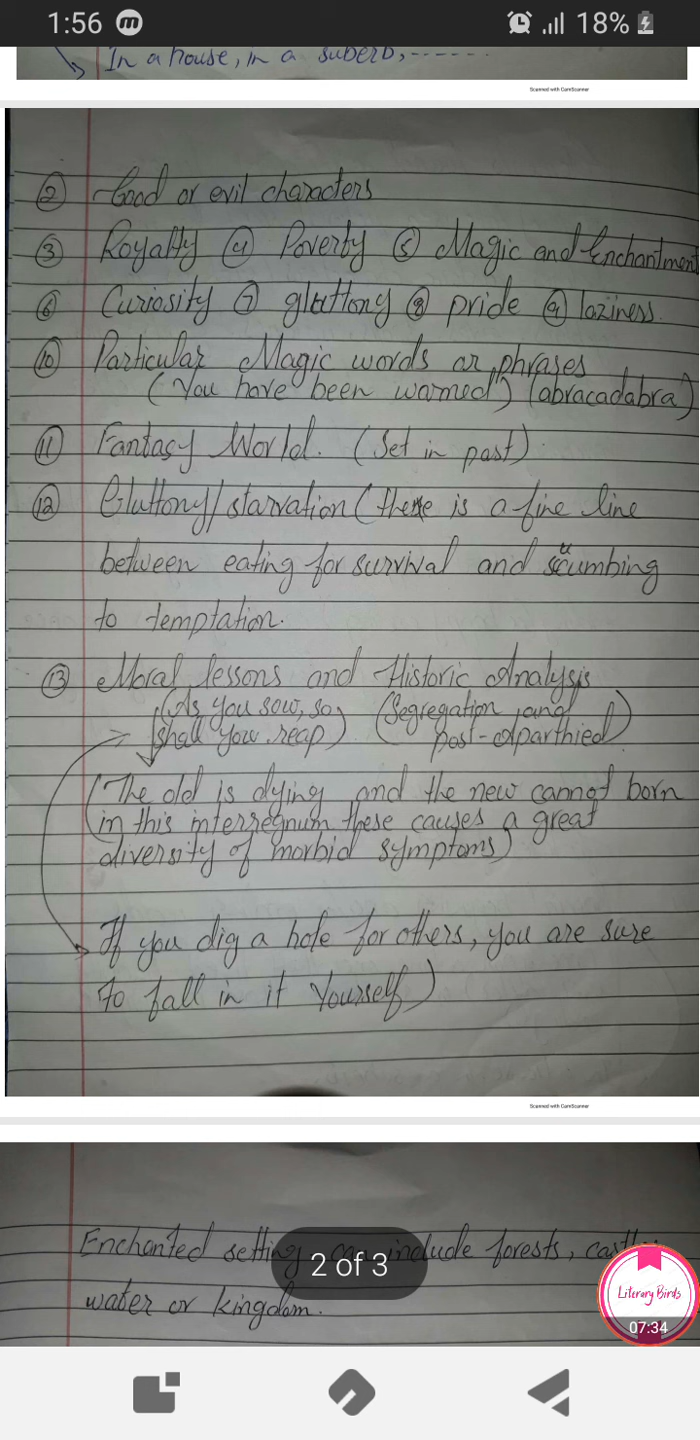 1:56 m 18%
In a house, in a suberb,------.
Scanned with CamScanner
② Good or evil characters
③ Royalty ④ Poverty ⑤ Magic and Enchantment
⑥ Curiosity ⑦ gluttony ⑧ pride ⑨ laziness.
⑩ Particular Magic words or phrases
(You have been warned) (abracadabra)
⑪ Fantasy World. (Set in past)
⑫ Gluttony/starvation (there is a fine line
between eating for survival and scumbing
to temptation.
⑬ Moral lessons and Historic Analysis
(As you sow, so (Segregation and
shall you reap) post-Aparthied)
(The old is dying and the new cannot born
in this interregnum these causes a great
diversity of morbid symptoms)
If you dig a hole for others, you are sure
to fall in it Yourself)
Scanned with CamScanner
Enchanted setting can include forests,
water or kingdom.
2 of 3
Literary Birds
07:34